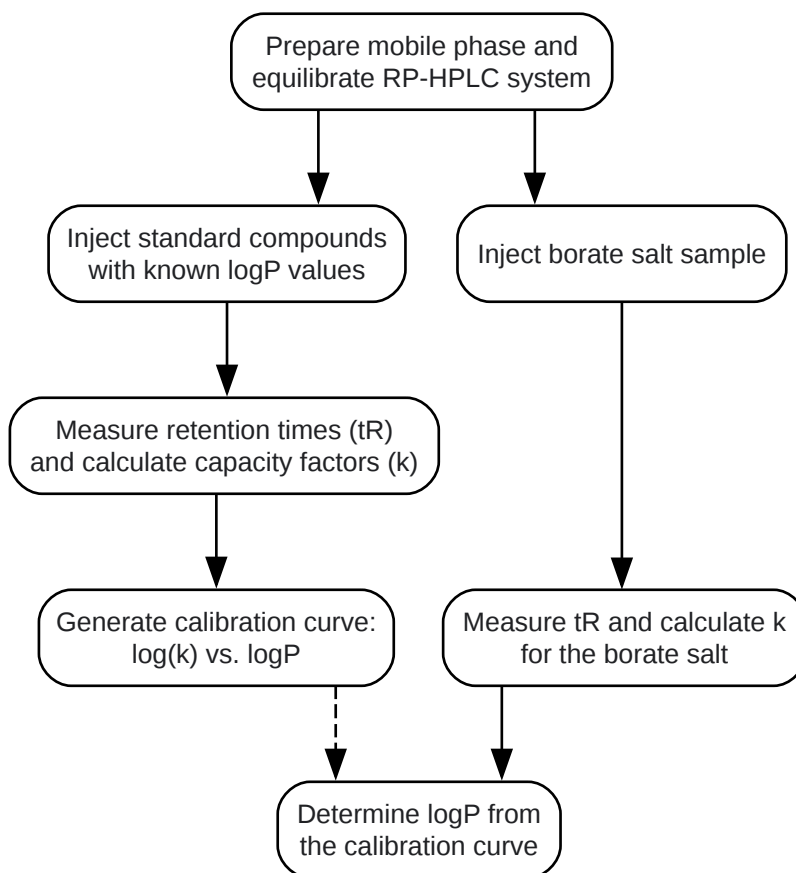 Prepare mobile phase and
equilibrate RP-HPLC system
Inject standard compounds
with known logP values
Inject borate salt sample
Measure retention times (tR)
and calculate capacity factors (k)
Generate calibration curve:
log(k) vs. logP
Measure tR and calculate k
for the borate salt
Determine logP from
the calibration curve